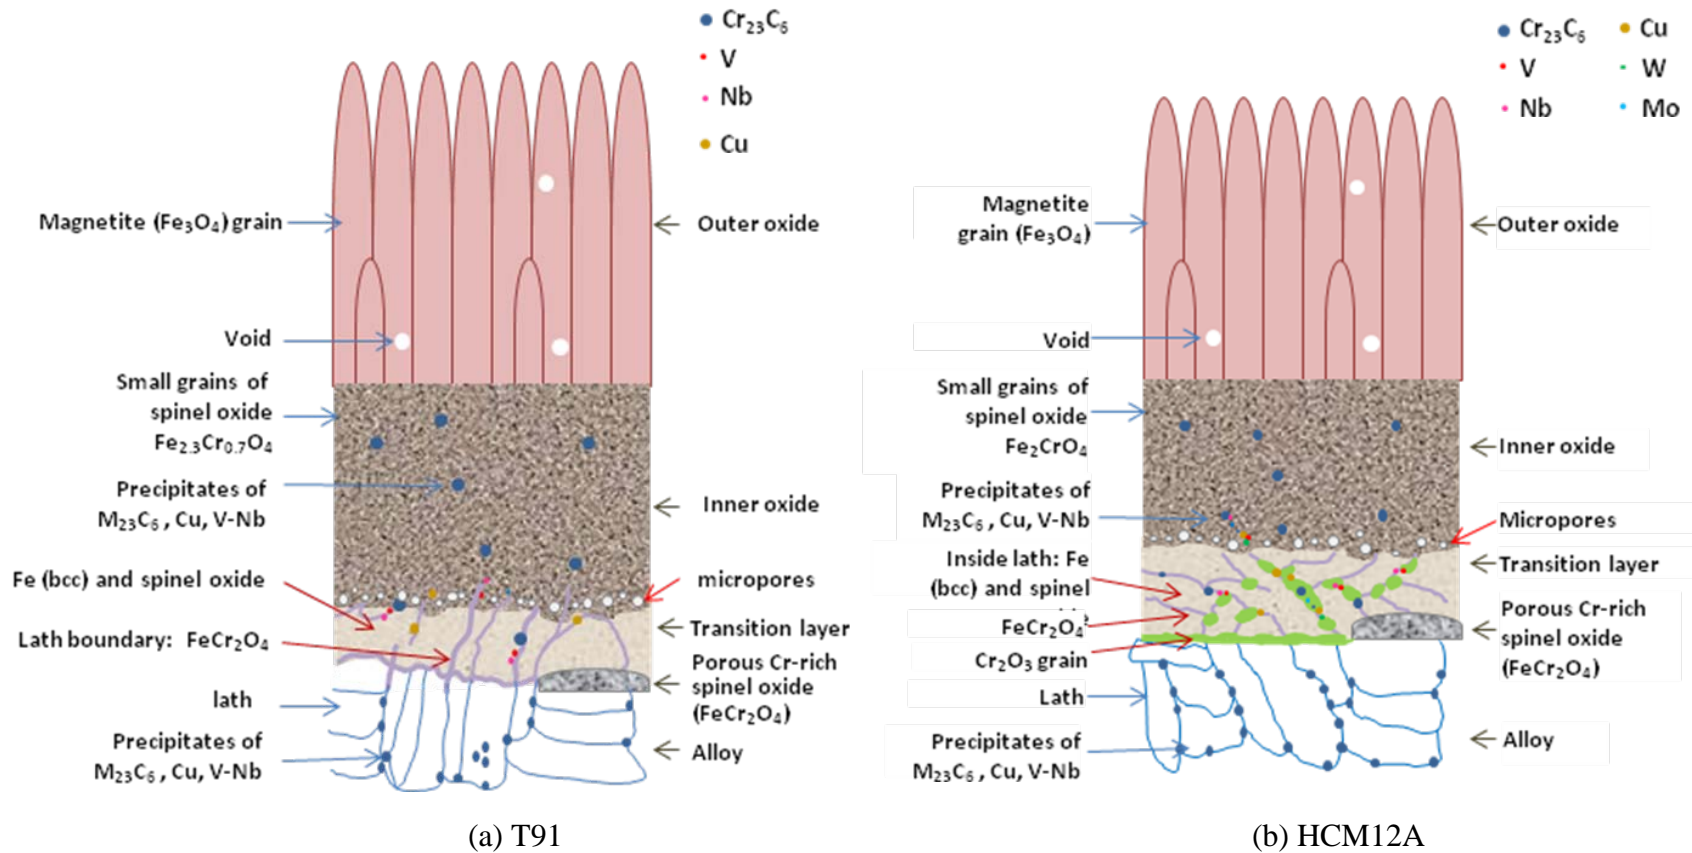 Cr₂₃C₆
V
Nb
Cu
Magnetite (Fe₃O₄) grain
Outer oxide
Void
Small grains of
spinel oxide
Fe₂.₃Cr₀.₇O₄
Precipitates of
M₂₃C₆ , Cu, V-Nb
Inner oxide
Fe (bcc) and spinel oxide
micropores
Lath boundary: FeCr₂O₄
Transition layer
Porous Cr-rich
spinel oxide
(FeCr₂O₄)
lath
Precipitates of
M₂₃C₆ , Cu, V-Nb
Alloy
(a) T91
Cr₂₃C₆
Cu
V
W
Nb
Mo
Magnetite
grain (Fe₃O₄)
Outer oxide
Void
Small grains of
spinel oxide
Fe₂CrO₄
Inner oxide
Precipitates of
M₂₃C₆ , Cu, V-Nb
Micropores
Inside lath: Fe
(bcc) and spinel
Transition layer
FeCr₂O₄
Porous Cr-rich
spinel oxide
(FeCr₂O₄)
Cr₂O₃ grain
Lath
Precipitates of
M₂₃C₆ , Cu, V-Nb
Alloy
(b) HCM12A